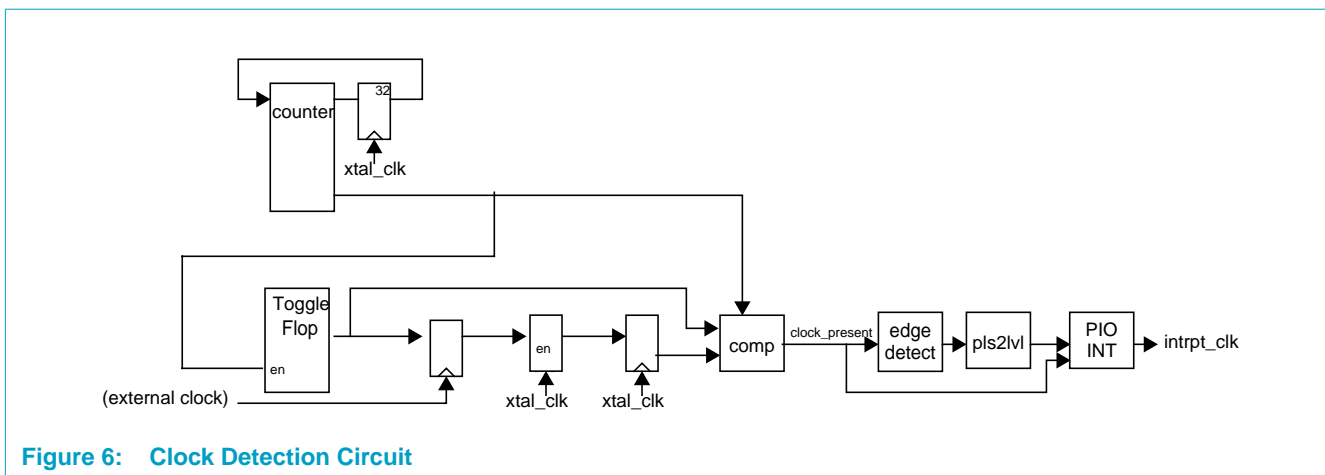 32
counter
xtal_clk
Toggle
Flop
en
(external clock)
en
xtal_clk
xtal_clk
comp
clock_present
edge
detect
pls2lvl
PIO
INT
intrpt_clk
Figure 6: Clock Detection Circuit